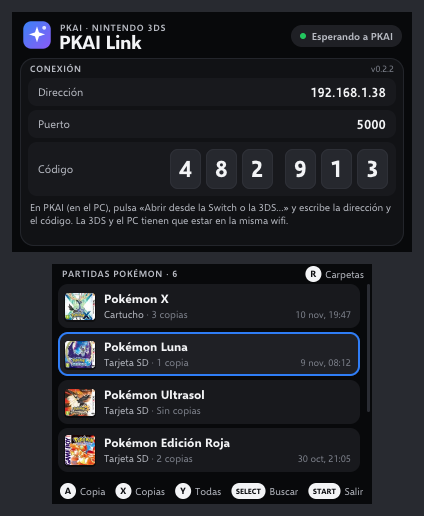 PKAI · NINTENDO 3DS
PKAI Link
Esperando a PKAI
CONEXIÓN
v0.2.2
Dirección
192.168.1.38
Puerto
5000
Código
4 8 2 9 1 3
En PKAI (en el PC), pulsa «Abrir desde la Switch o la 3DS…» y escribe la dirección y
el código. La 3DS y el PC tienen que estar en la misma wifi.
PARTIDAS POKÉMON · 6
R Carpetas
Pokémon X
Cartucho · 3 copias
10 nov, 19:47
Pokémon Luna
Tarjeta SD · 1 copia
9 nov, 08:12
Pokémon Ultrasol
Tarjeta SD · Sin copias
Pokémon Edición Roja
Tarjeta SD · 2 copias
30 oct, 21:05
A Copia X Copias Y Todas SELECT Buscar START Salir